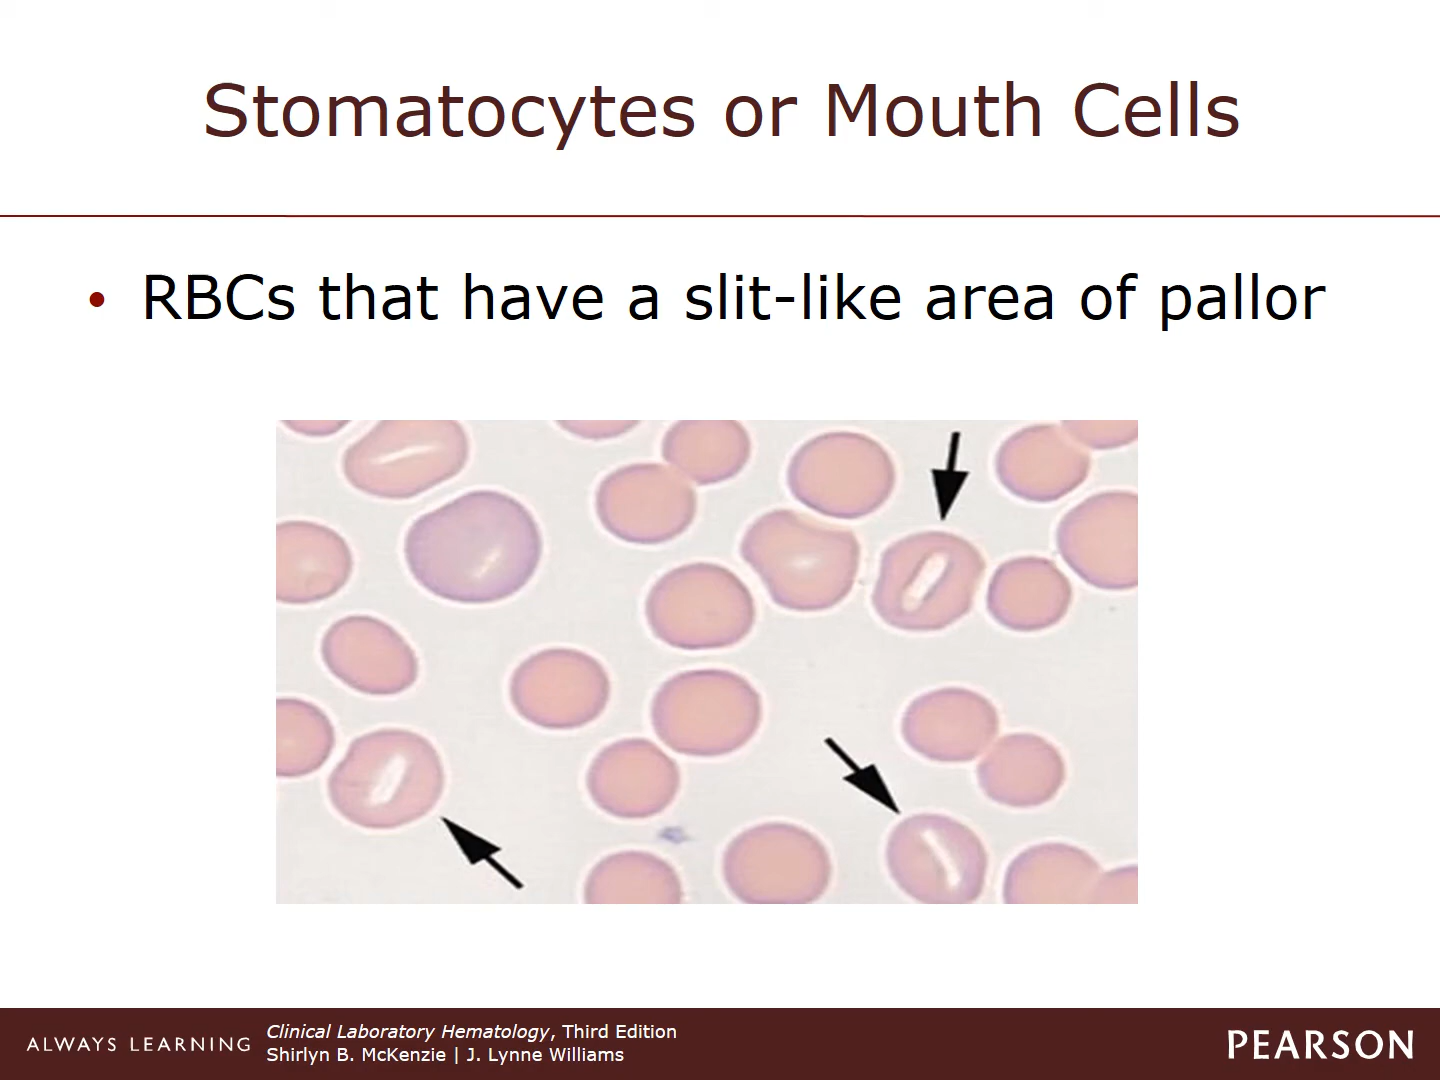 Stomatocytes or Mouth Cells
• RBCs that have a slit-like area of pallor
ALWAYS LEARNING
Clinical Laboratory Hematology, Third Edition
Shirlyn B. McKenzie | J. Lynne Williams
PEARSON